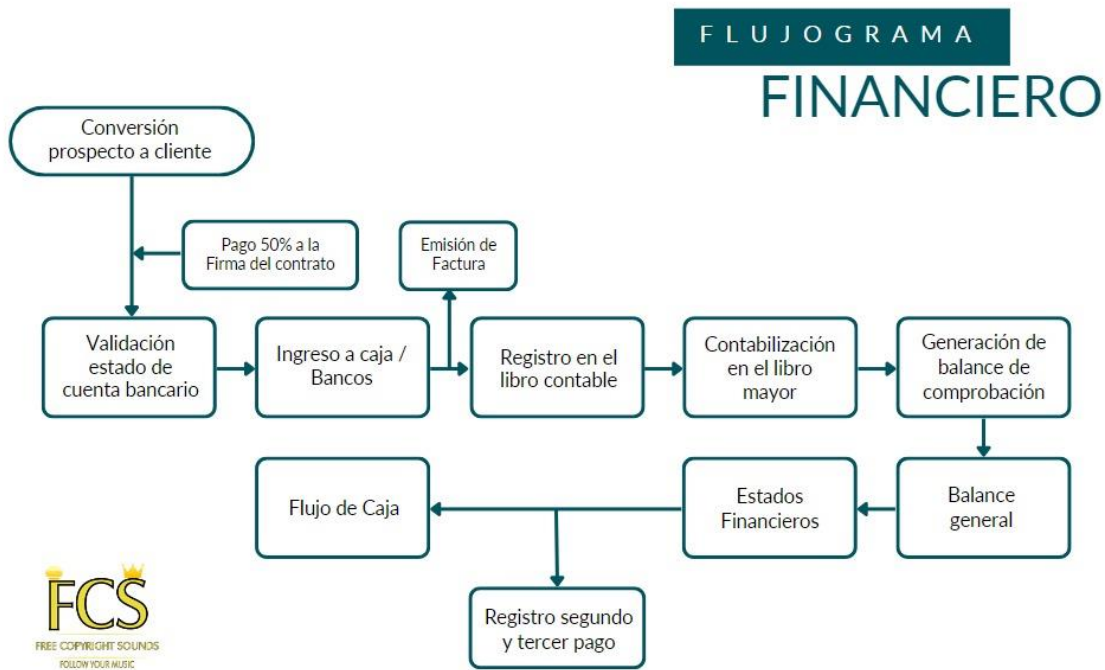 FLUJOGRAMA
FINANCIERO
Conversión
prospecto a cliente
Pago 50% a la
Firma del contrato
Emisión de
Factura
Validación
estado de
cuenta bancario
Ingreso a caja /
Bancos
Registro en el
libro contable
Contabilización
en el libro
mayor
Generación de
balance de
comprobación
Flujo de Caja
Estados
Financieros
Balance
general
Registro segundo
y tercer pago
FCS
FREE COPYRIGHT SOUNDS
FOLLOW YOUR MUSIC